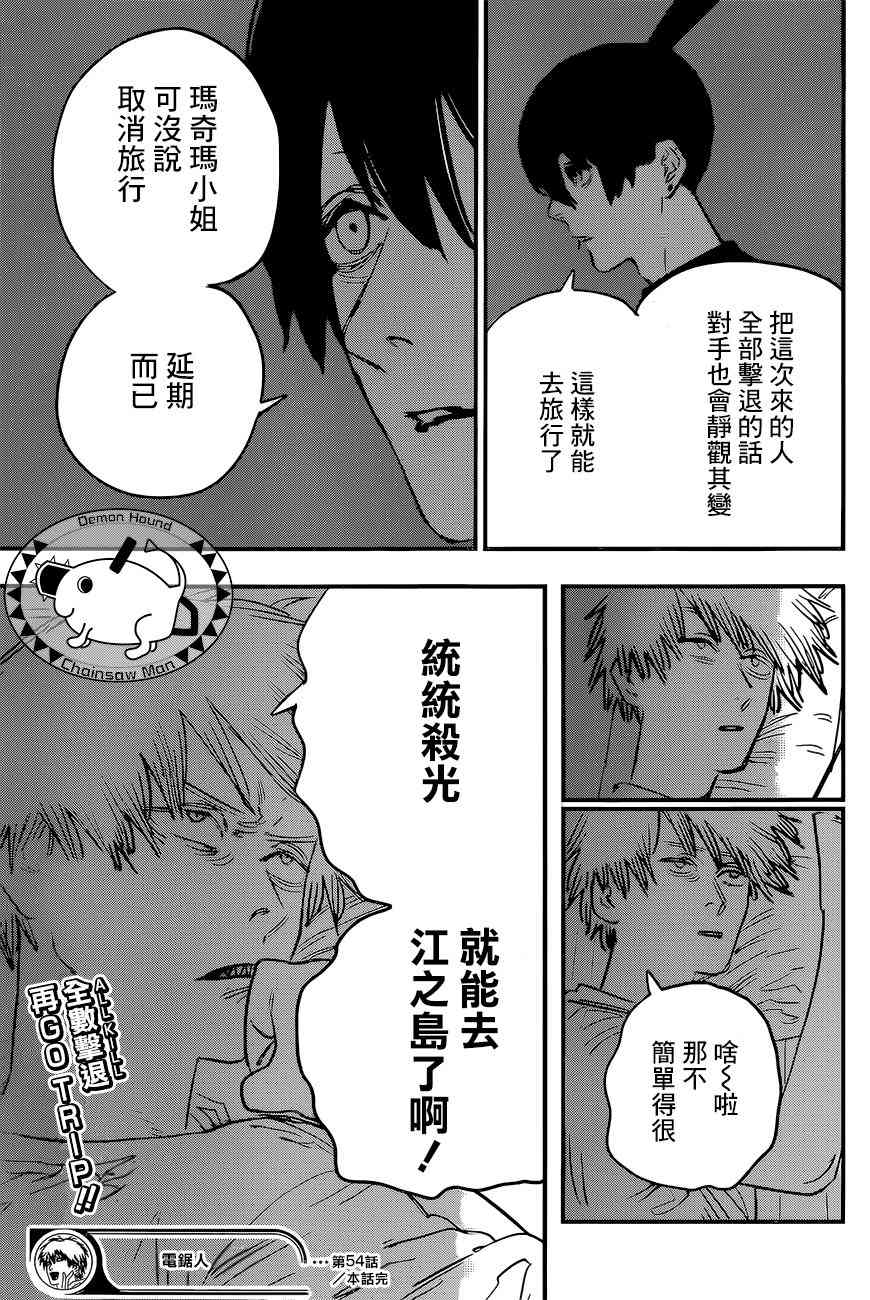 把這次來的人
全部擊退的話
對手也會靜觀其變
這樣就能
去旅行了
瑪奇瑪小姐
可沒說
取消旅行
延期
而已
啥~啦
那不
簡單得很
統統殺光
就能去
江之島了啊！
ALL KILL
全數擊退
再GO TRIP!!
電鋸人
···第54話
／本話完
Demon Hound
Chainsaw Man